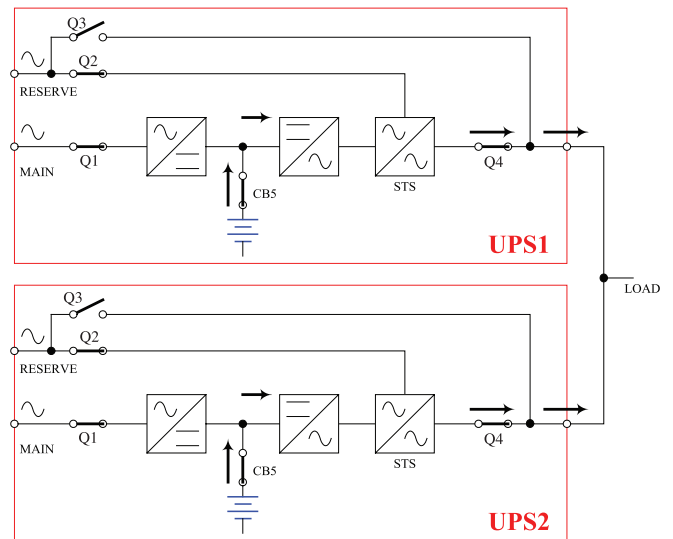 Q3
Q2
RESERVE
MAIN
Q1
CB5
STS
Q4
UPS1
LOAD
Q3
Q2
RESERVE
MAIN
Q1
CB5
STS
Q4
UPS2